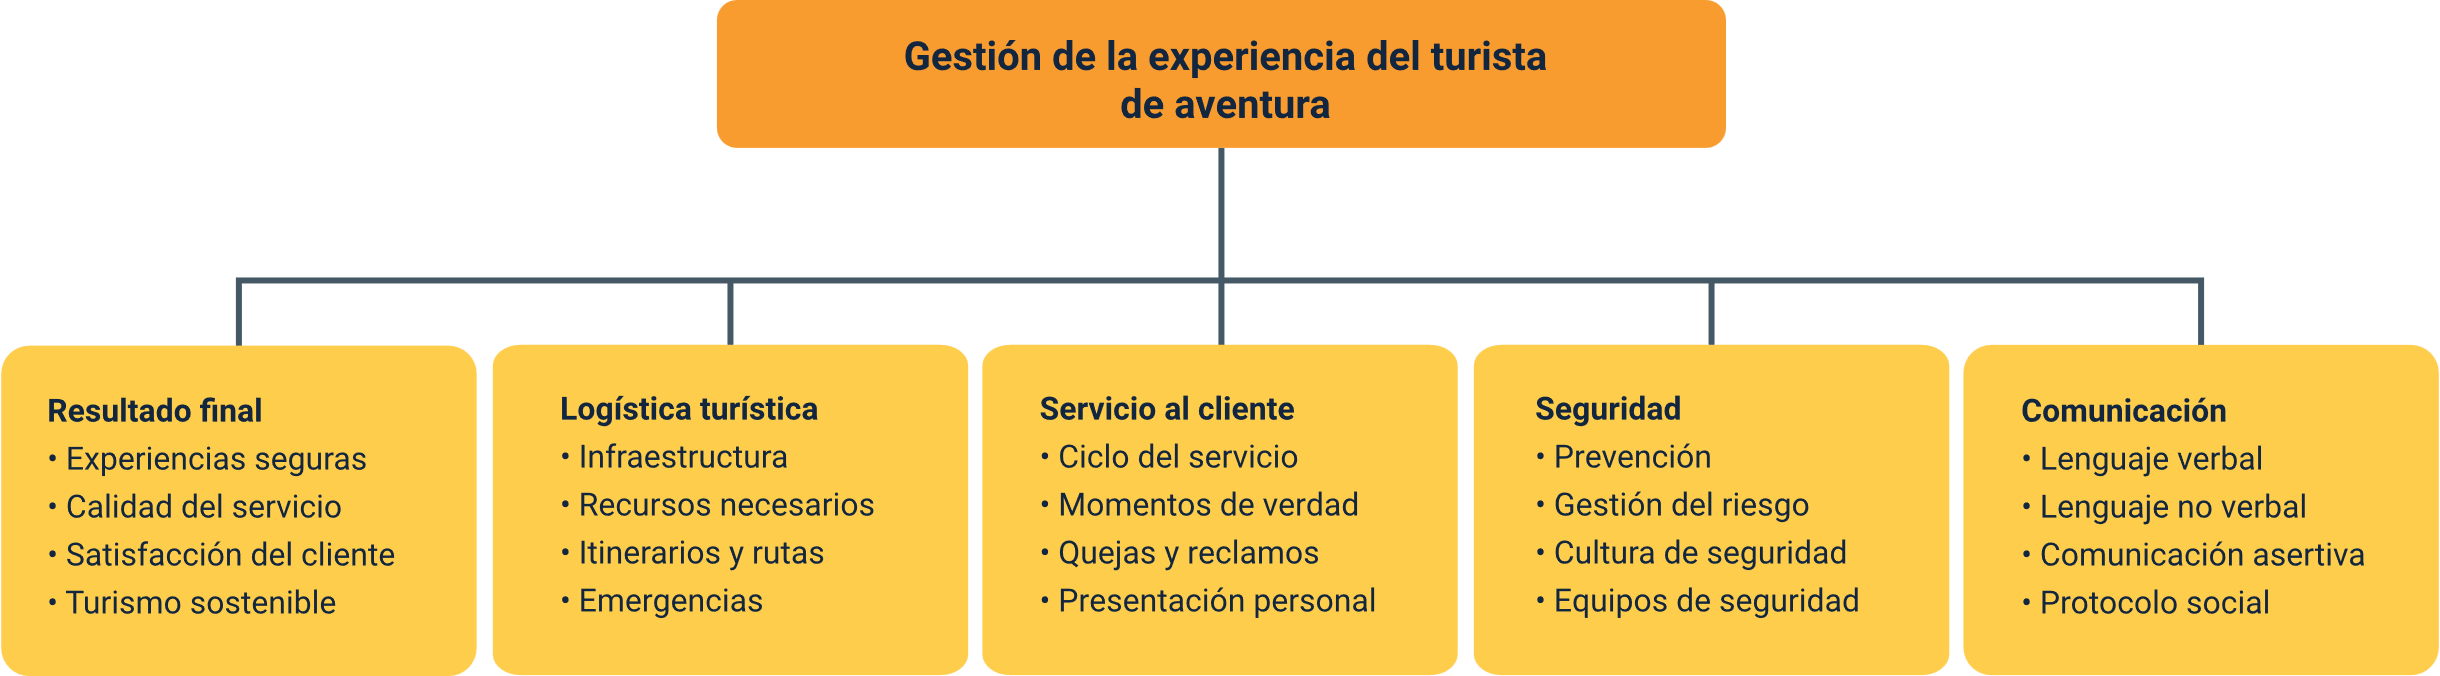 Gestión de la experiencia del turista
de aventura
Resultado final
• Experiencias seguras
• Calidad del servicio
• Satisfacción del cliente
• Turismo sostenible
Logística turística
• Infraestructura
• Recursos necesarios
• Itinerarios y rutas
• Emergencias
Servicio al cliente
• Ciclo del servicio
• Momentos de verdad
• Quejas y reclamos
• Presentación personal
Seguridad
• Prevención
• Gestión del riesgo
• Cultura de seguridad
• Equipos de seguridad
Comunicación
• Lenguaje verbal
• Lenguaje no verbal
• Comunicación asertiva
• Protocolo social